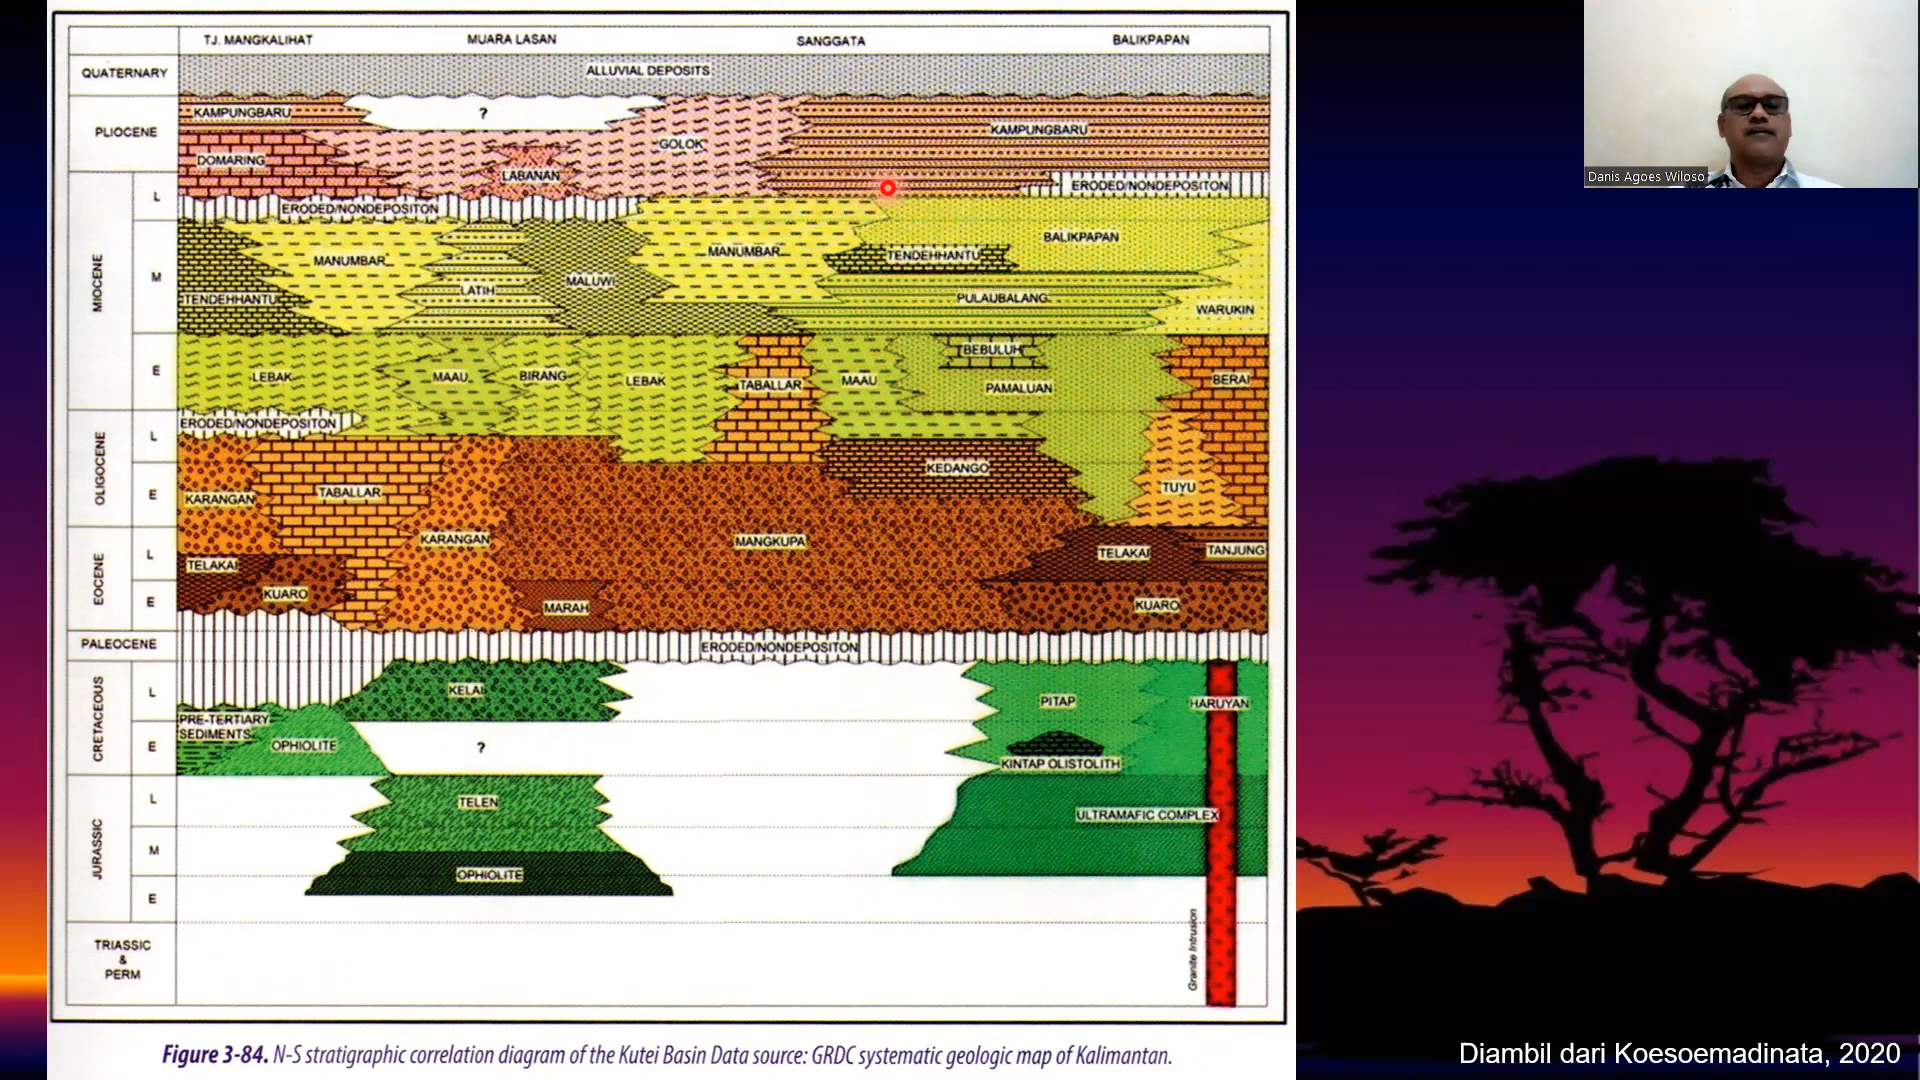 TJ. MANGKALIHAT MUARA LASAN SANGGATA BALIKPAPAN
QUATERNARY ALLUVIAL DEPOSITS
PLIOCENE
KAMPUNGBARU ? GOLOK KAMPUNGBARU
DOMARING LABANAN
MIOCENE
L ERODED/NONDEPOSITON ERODED/NONDEPOSITON
M MANUMBAR MANUMBAR TENDEHHANTU BALIKPAPAN
TENDEHHANTU LATIH MALUWI PULAUBALANG WARUKIN
E LEBAK MAAU BIRANG LEBAK TABALLAR MAAU BEBULUH PAMALUAN BERAI
OLIGOCENE
L ERODED/NONDEPOSITON KEDANGO
E KARANGAN TABALLAR TUYU
EOCENE
L TELAKAI KARANGAN MANGKUPA TELAKAI TANJUNG
E KUARO MARAH KUARO
PALEOCENE ERODED/NONDEPOSITON
CRETACEOUS
L KELAI PITAP HARUYAN
PRE-TERTIARY
SEDIMENTS
E OPHIOLITE ? KINTAP OLISTOLITH
JURASSIC
L TELEN ULTRAMAFIC COMPLEX
M OPHIOLITE
E
TRIASSIC
&
PERM
Granite Intrusion
Figure 3-84. N-S stratigraphic correlation diagram of the Kutei Basin Data source: GRDC systematic geologic map of Kalimantan.
Danis Agoes Wiloso
Diambil dari Koesoemadinata, 2020